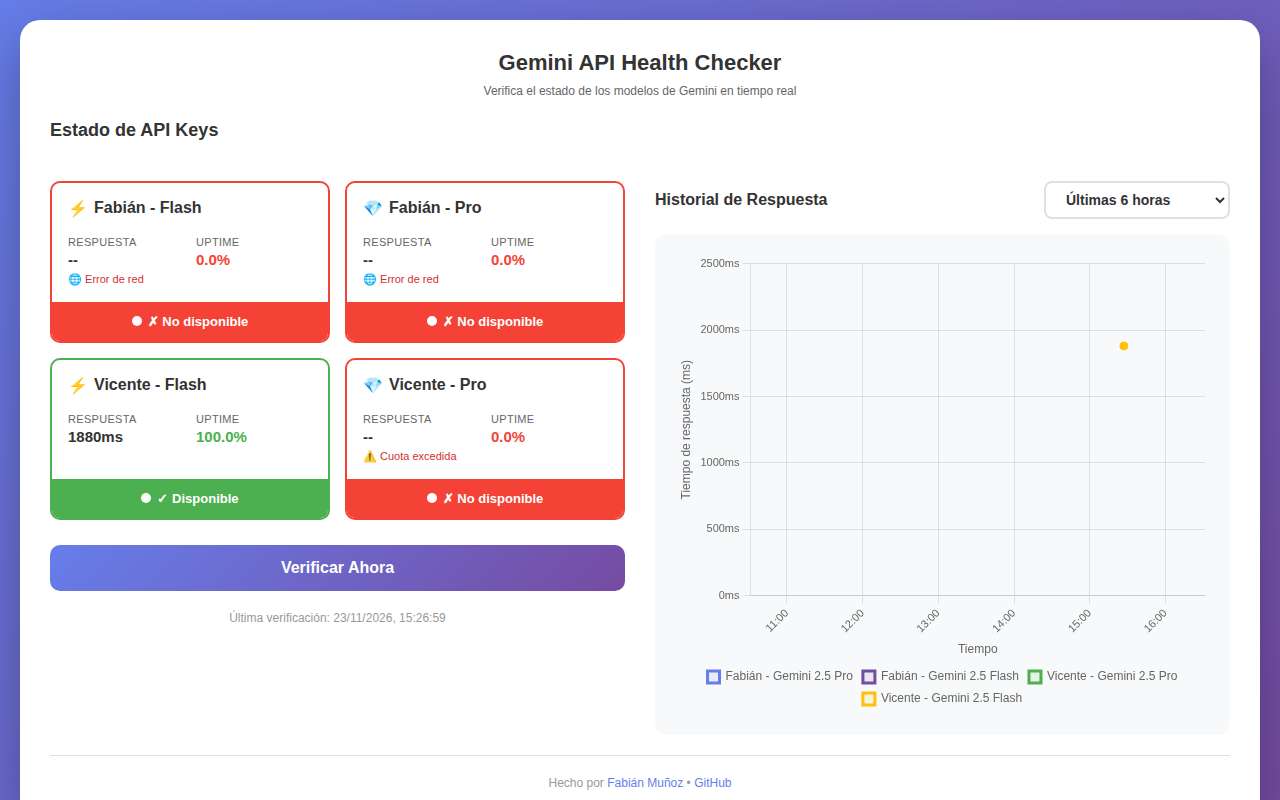 Gemini API Health Checker
Verifica el estado de los modelos de Gemini en tiempo real
Estado de API Keys
⚡ Fabián - Flash
RESPUESTA UPTIME
-- 0.0%
🌐 Error de red
✗ No disponible
💎 Fabián - Pro
RESPUESTA UPTIME
-- 0.0%
🌐 Error de red
✗ No disponible
⚡ Vicente - Flash
RESPUESTA UPTIME
1880ms 100.0%
✓ Disponible
💎 Vicente - Pro
RESPUESTA UPTIME
-- 0.0%
⚠️ Cuota excedida
✗ No disponible
Verificar Ahora
Última verificación: 23/11/2026, 15:26:59
Historial de Respuesta
Últimas 6 horas
Tiempo de respuesta (ms)
2500ms
2000ms
1500ms
1000ms
500ms
0ms
11:00 12:00 13:00 14:00 15:00 16:00
Tiempo
Fabián - Gemini 2.5 Pro Fabián - Gemini 2.5 Flash Vicente - Gemini 2.5 Pro
Vicente - Gemini 2.5 Flash
Hecho por Fabián Muñoz • GitHub